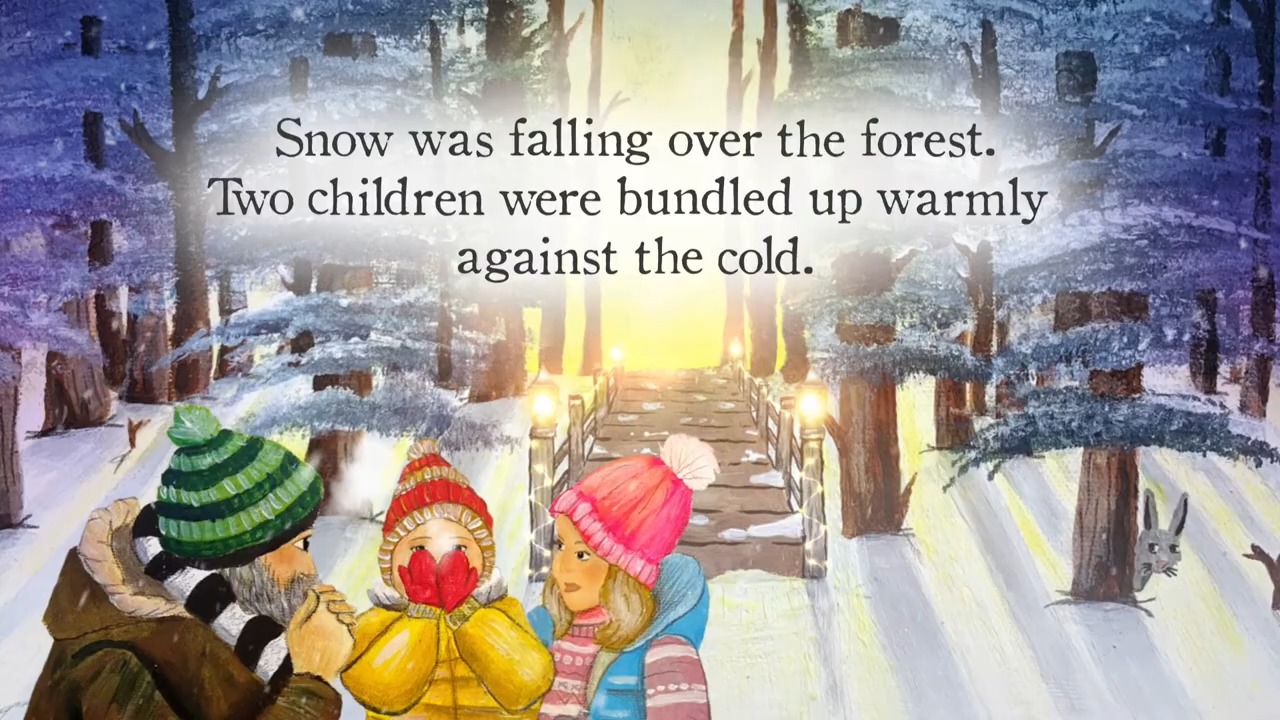 Snow was falling over the forest.
Two children were bundled up warmly
against the cold.